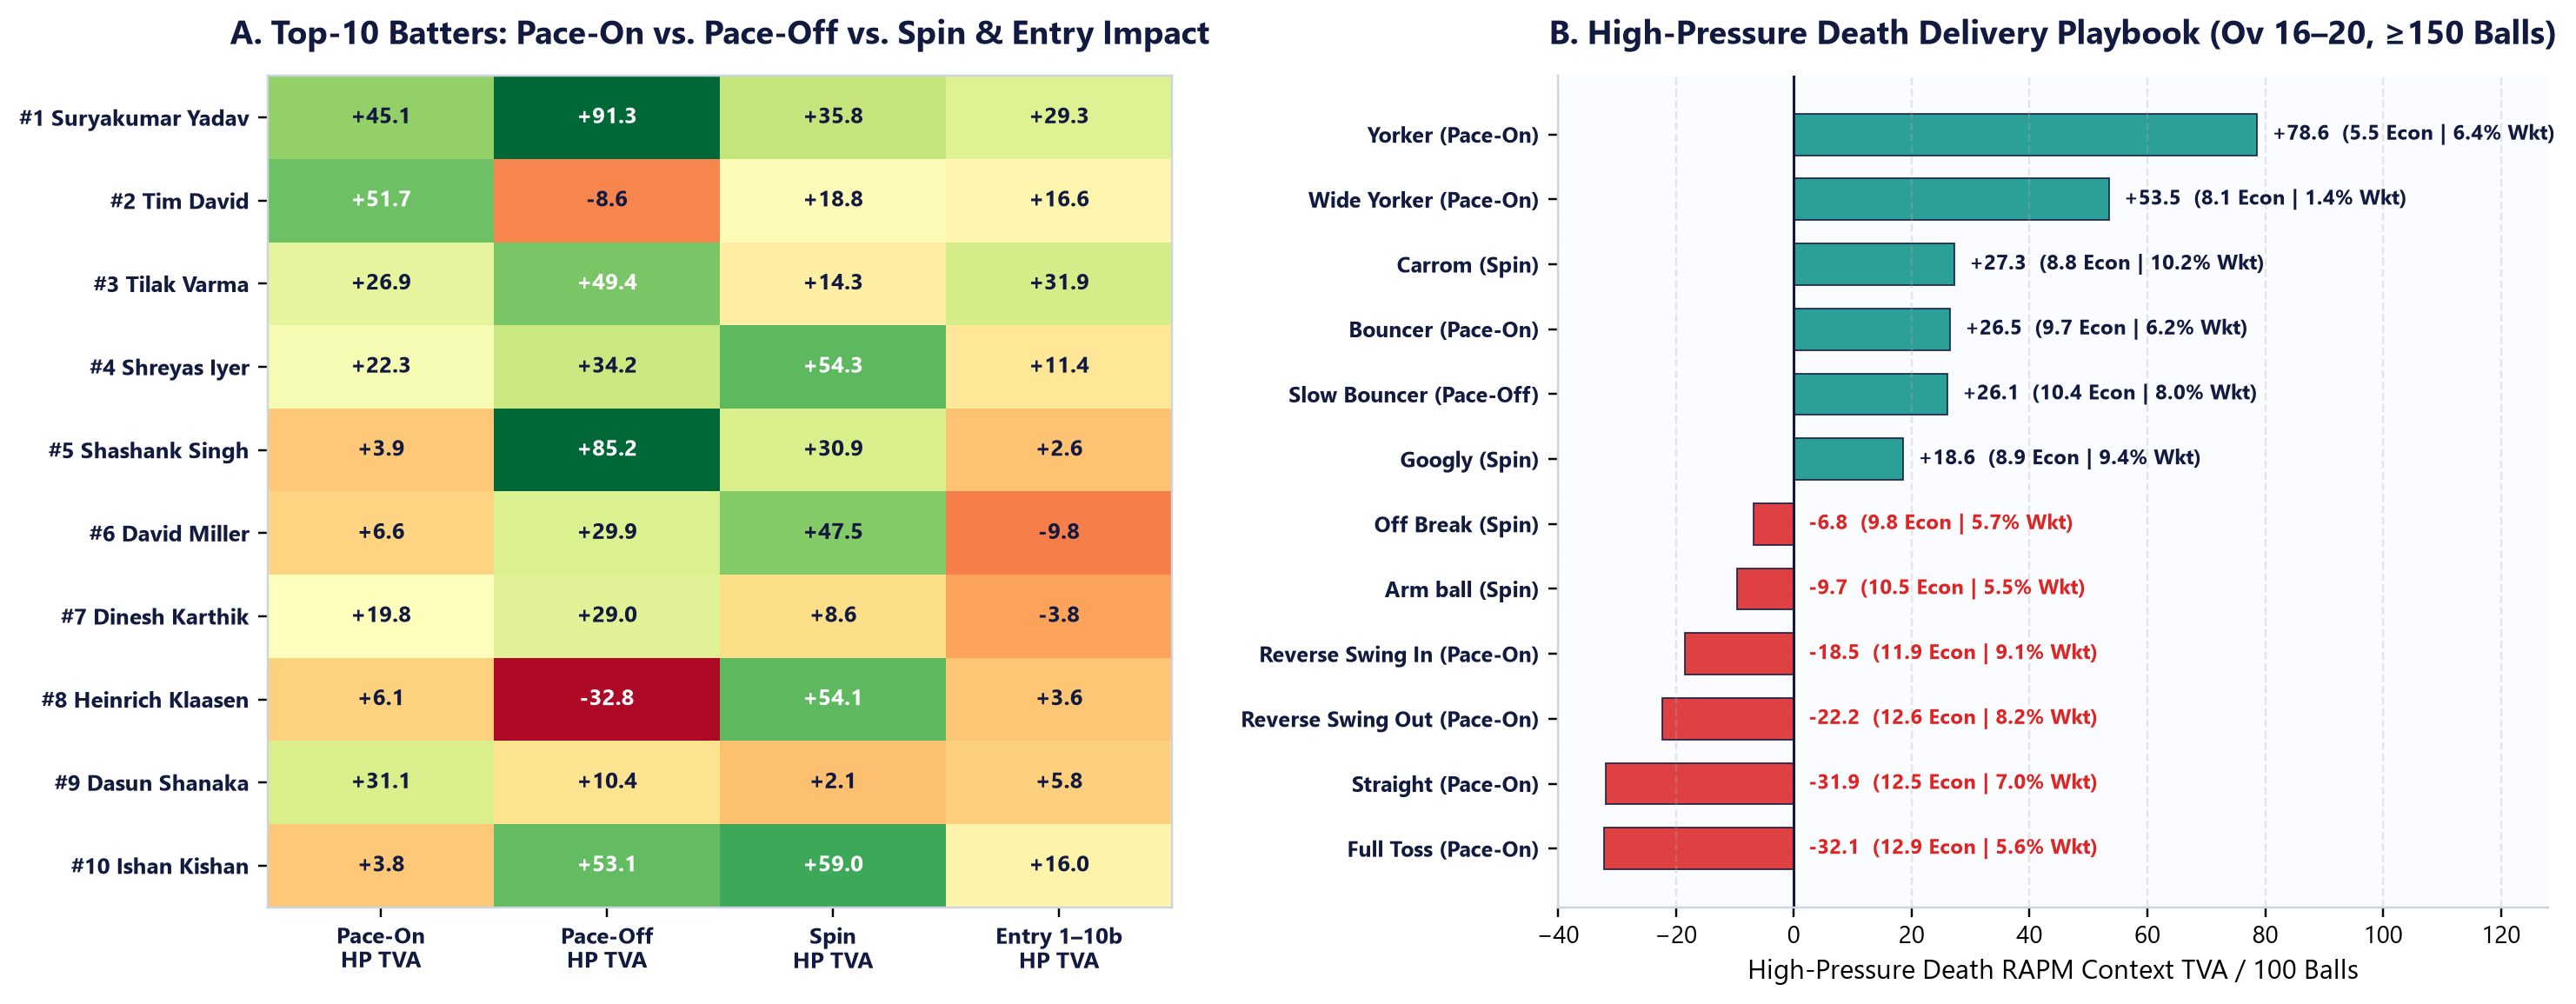 A. Top-10 Batters: Pace-On vs. Pace-Off vs. Spin & Entry Impact
#1 Suryakumar Yadav +45.1 +91.3 +35.8 +29.3
#2 Tim David +51.7 -8.6 +18.8 +16.6
#3 Tilak Varma +26.9 +49.4 +14.3 +31.9
#4 Shreyas Iyer +22.3 +34.2 +54.3 +11.4
#5 Shashank Singh +3.9 +85.2 +30.9 +2.6
#6 David Miller +6.6 +29.9 +47.5 -9.8
#7 Dinesh Karthik +19.8 +29.0 +8.6 -3.8
#8 Heinrich Klaasen +6.1 -32.8 +54.1 +3.6
#9 Dasun Shanaka +31.1 +10.4 +2.1 +5.8
#10 Ishan Kishan +3.8 +53.1 +59.0 +16.0
Pace-On Pace-Off Spin Entry 1–10b
HP TVA HP TVA HP TVA HP TVA
B. High-Pressure Death Delivery Playbook (Ov 16–20, ≥150 Balls)
Yorker (Pace-On) +78.6 (5.5 Econ | 6.4% Wkt)
Wide Yorker (Pace-On) +53.5 (8.1 Econ | 1.4% Wkt)
Carrom (Spin) +27.3 (8.8 Econ | 10.2% Wkt)
Bouncer (Pace-On) +26.5 (9.7 Econ | 6.2% Wkt)
Slow Bouncer (Pace-Off) +26.1 (10.4 Econ | 8.0% Wkt)
Googly (Spin) +18.6 (8.9 Econ | 9.4% Wkt)
Off Break (Spin) -6.8 (9.8 Econ | 5.7% Wkt)
Arm ball (Spin) -9.7 (10.5 Econ | 5.5% Wkt)
Reverse Swing In (Pace-On) -18.5 (11.9 Econ | 9.1% Wkt)
Reverse Swing Out (Pace-On) -22.2 (12.6 Econ | 8.2% Wkt)
Straight (Pace-On) -31.9 (12.5 Econ | 7.0% Wkt)
Full Toss (Pace-On) -32.1 (12.9 Econ | 5.6% Wkt)
−40 −20 0 20 40 60 80 100 120
High-Pressure Death RAPM Context TVA / 100 Balls